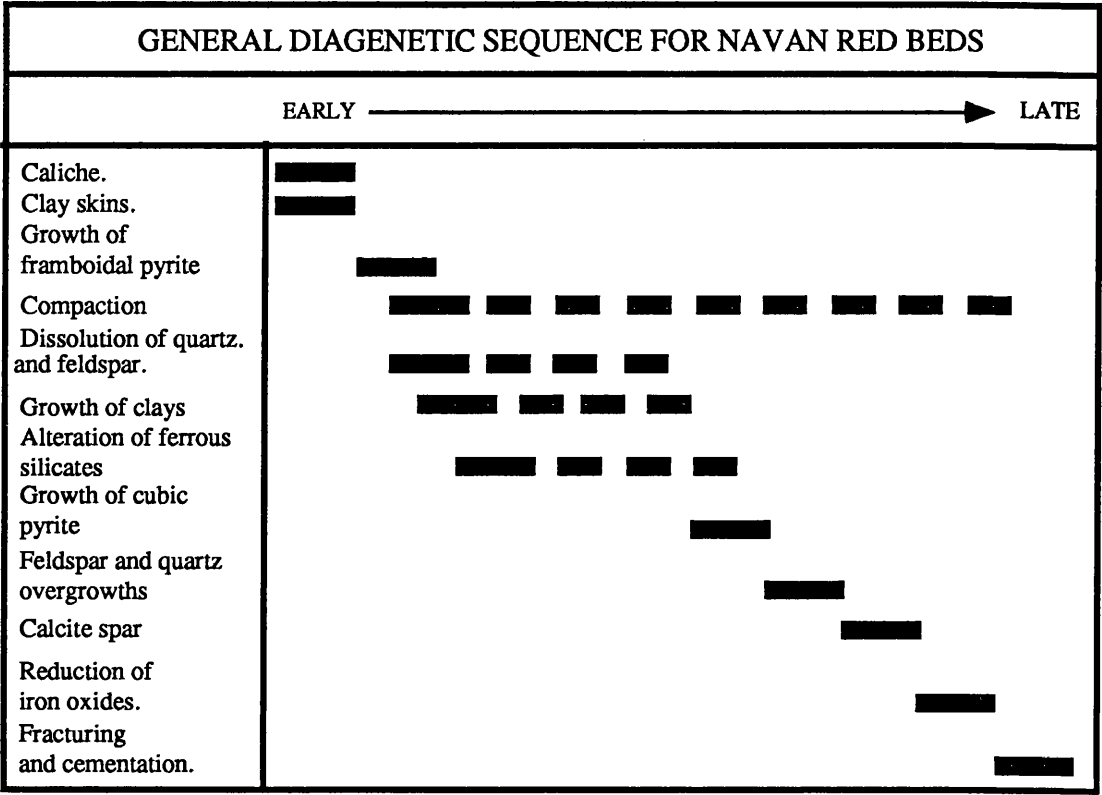 GENERAL DIAGENETIC SEQUENCE FOR NAVAN RED BEDS
EARLY LATE
Caliche.
Clay skins.
Growth of
framboidal pyrite
Compaction
Dissolution of quartz.
and feldspar.
Growth of clays
Alteration of ferrous
silicates
Growth of cubic
pyrite
Feldspar and quartz
overgrowths
Calcite spar
Reduction of
iron oxides.
Fracturing
and cementation.